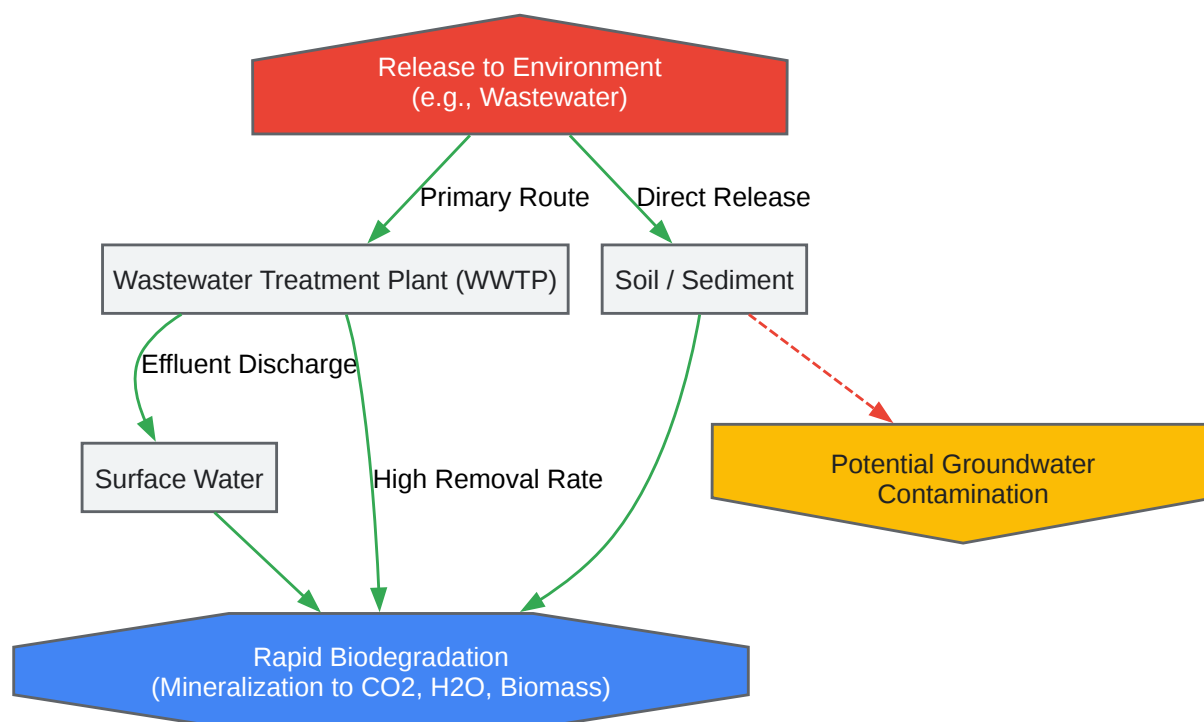 Release to Environment
(e.g., Wastewater)
Primary Route
Direct Release
Wastewater Treatment Plant (WWTP)
Soil / Sediment
Effluent Discharge
Surface Water
High Removal Rate
Potential Groundwater
Contamination
Rapid Biodegradation
(Mineralization to CO2, H2O, Biomass)